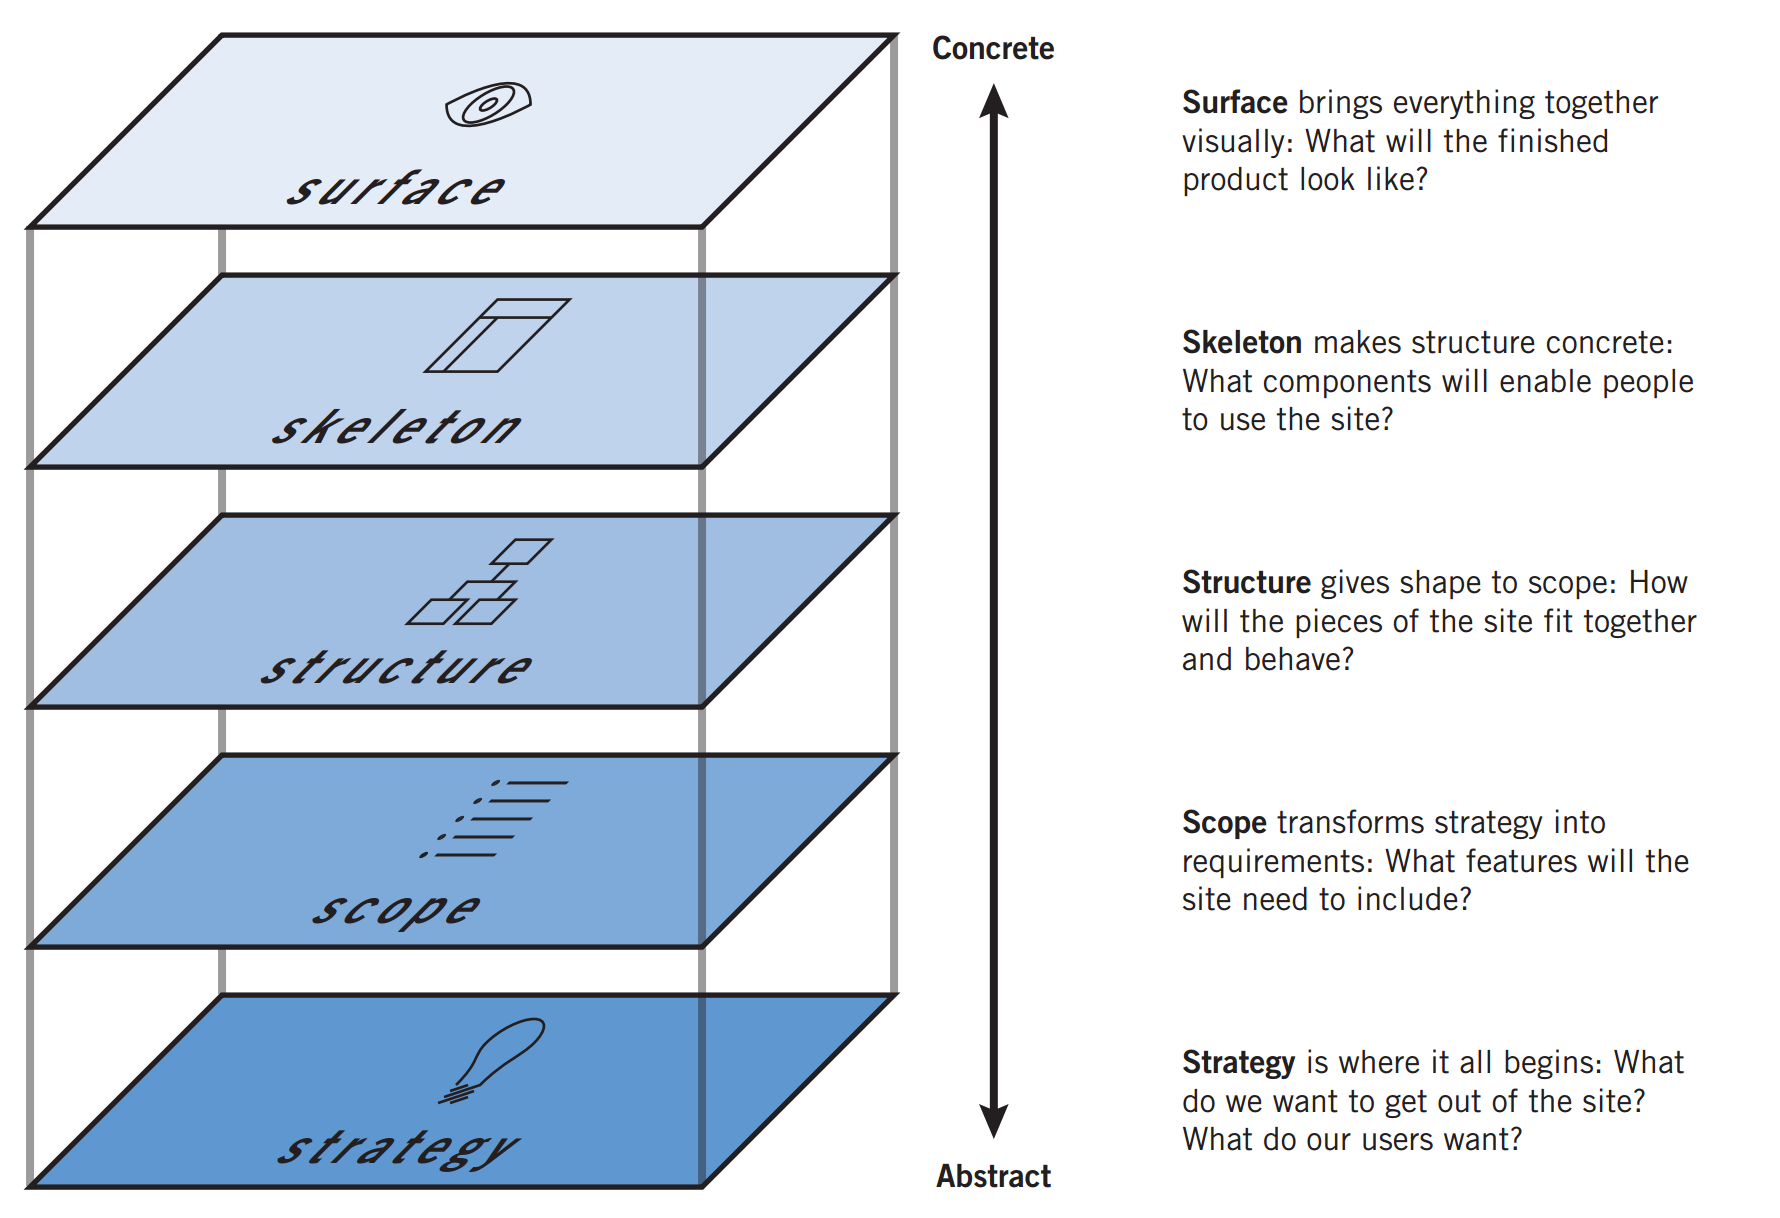 surface
skeleton
structure
scope
strategy
Concrete
Abstract
Surface brings everything together
visually: What will the finished
product look like?
Skeleton makes structure concrete:
What components will enable people
to use the site?
Structure gives shape to scope: How
will the pieces of the site fit together
and behave?
Scope transforms strategy into
requirements: What features will the
site need to include?
Strategy is where it all begins: What
do we want to get out of the site?
What do our users want?